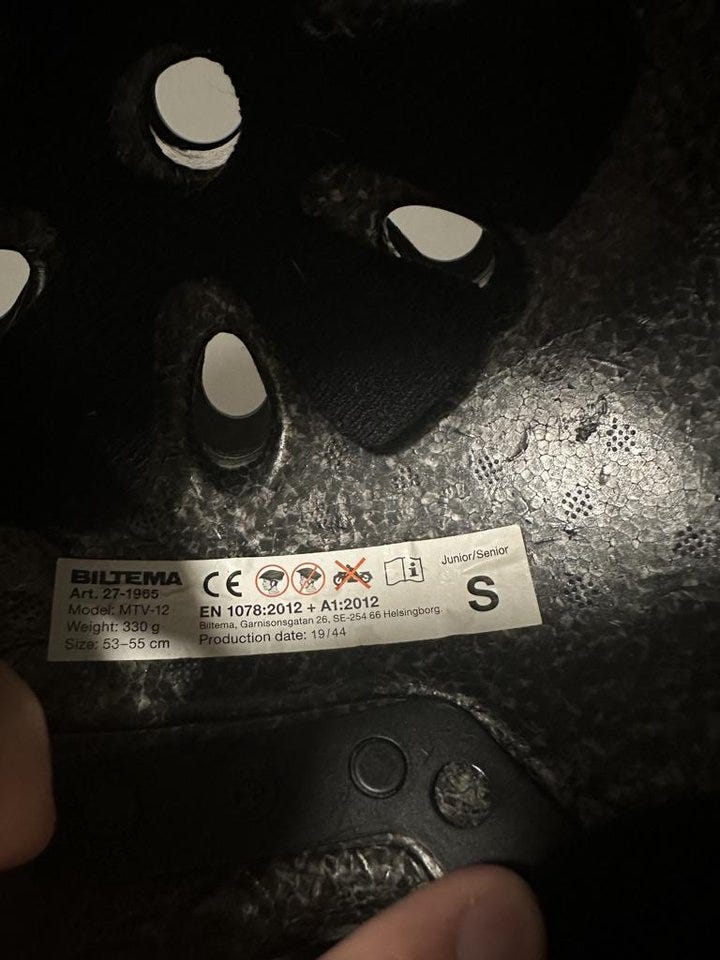 BILTEMA
Art. 27-1965
Model: MTV-12
Weight: 330 g
Size: 53–55 cm
CE
EN 1078:2012 + A1:2012
Biltema, Garnisonsgatan 26, SE-254 66 Helsingborg.
Production date: 19/44
Junior/Senior
S